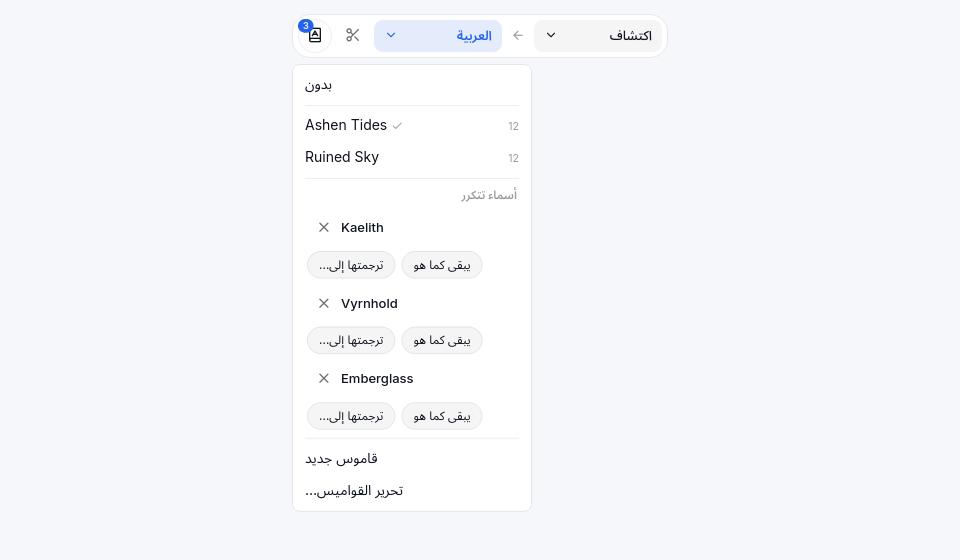 اكتشاف
العربية
3
بدون
Ashen Tides 12
Ruined Sky 12
أسماء تتكرر
Kaelith
يبقى كما هو ترجمتها إلى...
Vyrnhold
يبقى كما هو ترجمتها إلى...
Emberglass
يبقى كما هو ترجمتها إلى...
قاموس جديد
تحرير القواميس...